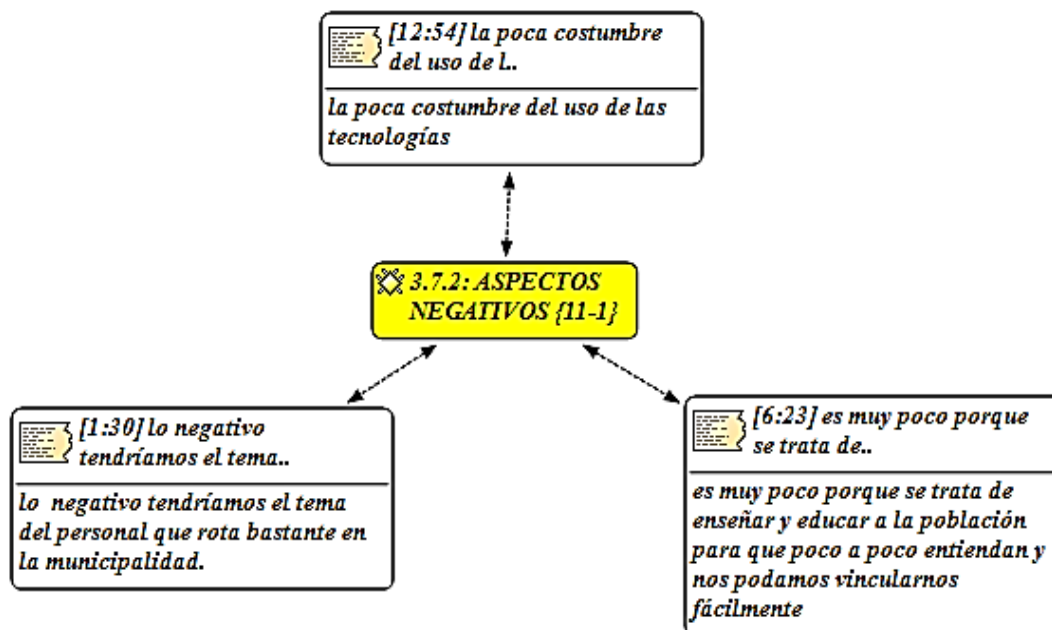 [12:54] la poca costumbre
del uso de l..
la poca costumbre del uso de las
tecnologías
3.7.2: ASPECTOS
NEGATIVOS {11-1}
[1:30] lo negativo
tendríamos el tema..
lo negativo tendríamos el tema
del personal que rota bastante en
la municipalidad.
[6:23] es muy poco porque
se trata de..
es muy poco porque se trata de
enseñar y educar a la población
para que poco a poco entiendan y
nos podamos vincularnos
fácilmente